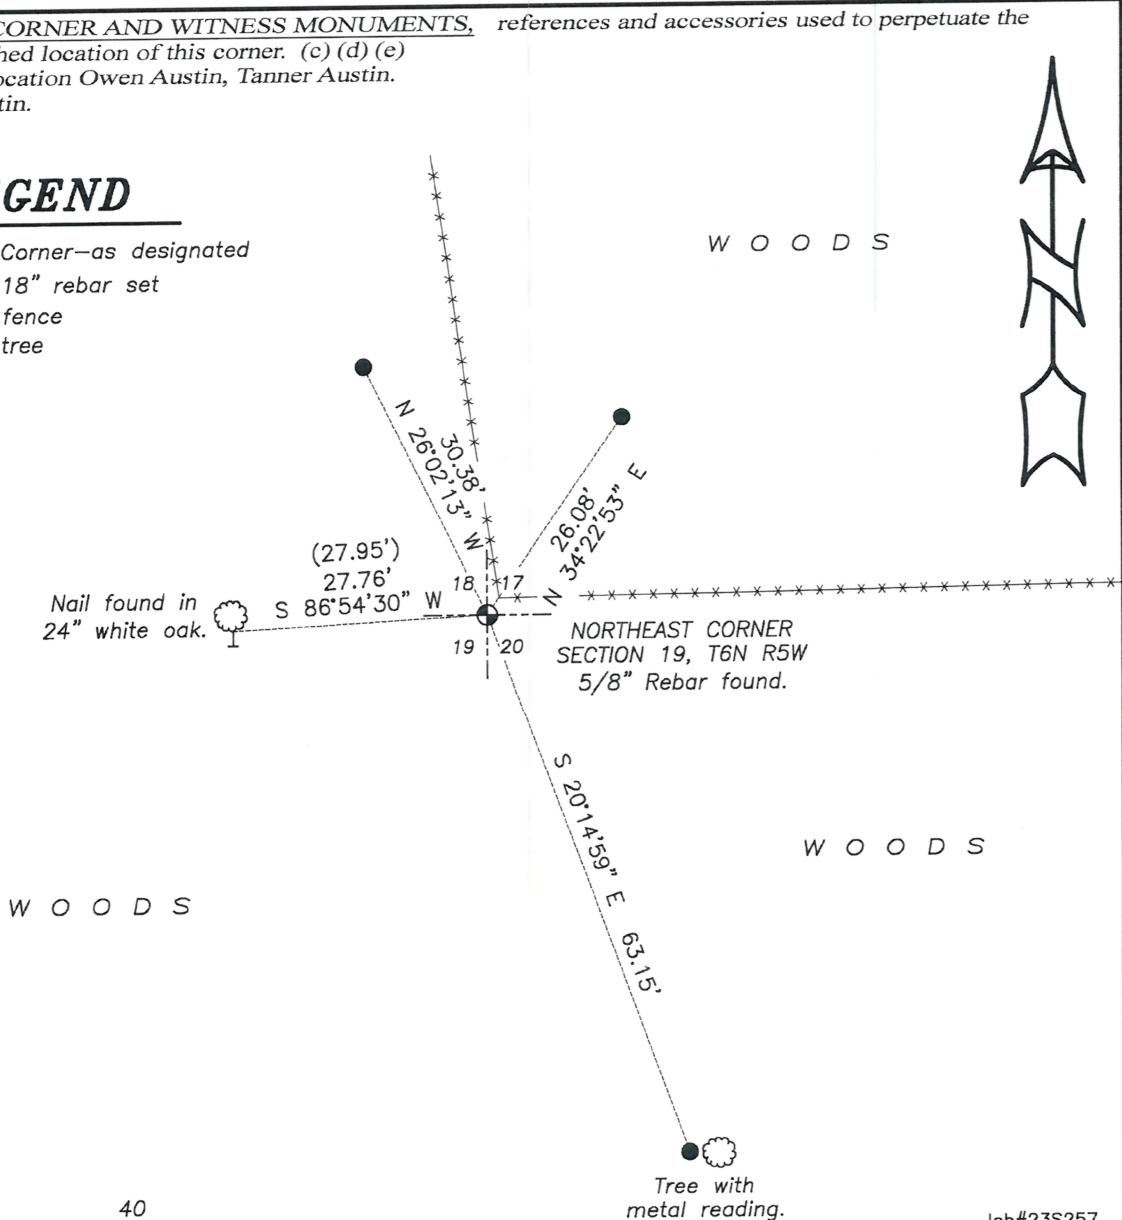 CORNER AND WITNESS MONUMENTS, references and accessories used to perpetuate the
hed location of this corner. (c) (d) (e)
ocation Owen Austin, Tanner Austin.
tin.
GEND
Corner-as designated
18" rebar set
fence
tree
W O O D S
N 26°02'13" W
30.38'
26.08'
N 34°22'53" E
(27.95')
27.76'
S 86°54'30" W
18 17
19 20
Nail found in
24" white oak.
NORTHEAST CORNER
SECTION 19, T6N R5W
5/8" Rebar found.
S 20°14'59" E 63.15'
W O O D S
W O O D S
Tree with
metal reading.
40
Job#23S257